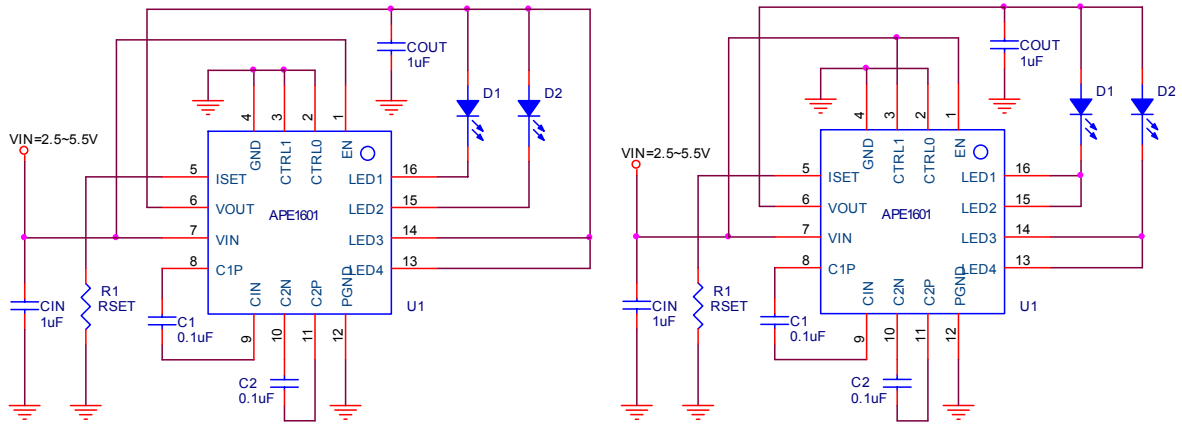 COUT
1uF
D1
D2
4
3
2
1
GND
CTRL1
CTRL0
EN
VIN=2.5~5.5V
5
ISET
LED1
16
6
VOUT
LED2
15
APE1601
7
VIN
LED3
14
8
C1P
LED4
13
CIN
C2N
C2P
PGND
U1
R1
RSET
CIN
1uF
C1
0.1uF
9
10
11
12
C2
0.1uF
COUT
1uF
D1
D2
4
3
2
1
GND
CTRL1
CTRL0
EN
VIN=2.5~5.5V
5
ISET
LED1
16
6
VOUT
LED2
15
APE1601
7
VIN
LED3
14
8
C1P
LED4
13
CIN
C2N
C2P
PGND
U1
R1
RSET
CIN
1uF
C1
0.1uF
9
10
11
12
C2
0.1uF